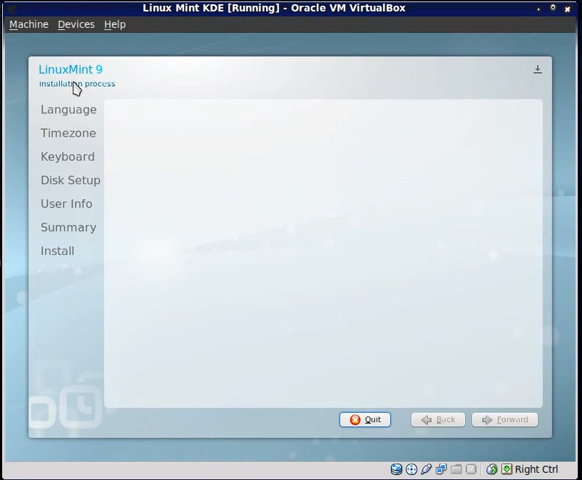 Linux Mint KDE [Running] - Oracle VM VirtualBox
Machine Devices Help
LinuxMint 9
installation process
Language
Timezone
Keyboard
Disk Setup
User Info
Summary
Install
Quit Back Forward
Right Ctrl